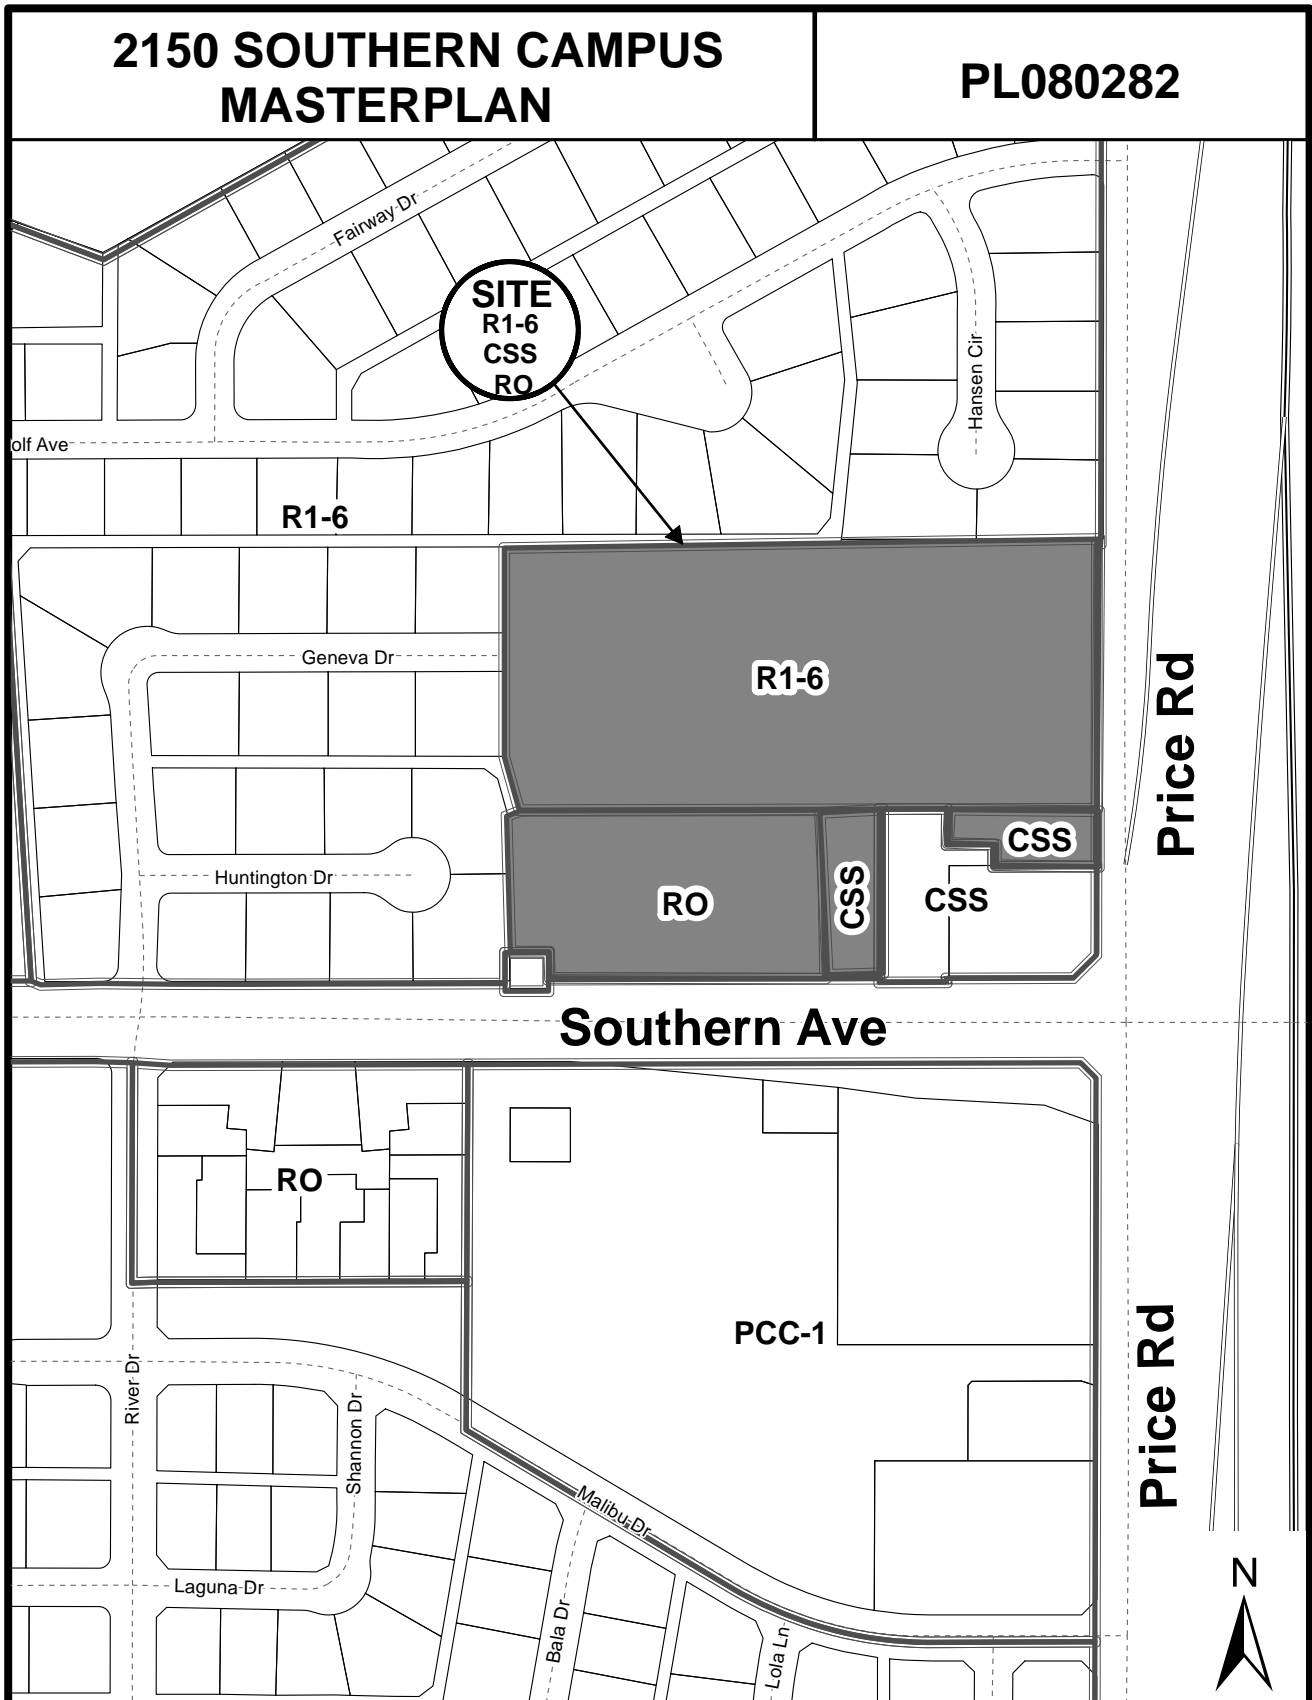 2150 SOUTHERN CAMPUS
MASTERPLAN
PL080282
Fairway Dr
SITE
R1-6
CSS
RO
Hansen Cir
olf Ave
R1-6
Geneva Dr
R1-6
Price Rd
CSS
Huntington Dr
RO
CSS
CSS
Southern Ave
RO
PCC-1
Price Rd
River Dr
Shannon Dr
Malibu Dr
Laguna Dr
Bala Dr
Lola Ln
N